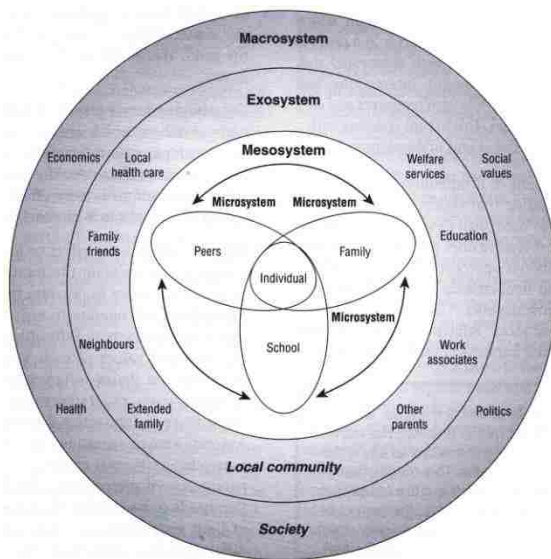 Macrosystem
Exosystem
Mesosystem
Economics
Local
health care
Welfare
services
Social
values
Microsystem
Microsystem
Family
friends
Peers
Family
Education
Individual
Microsystem
Neighbours
School
Work
associates
Health
Extended
family
Other
parents
Politics
Local community
Society